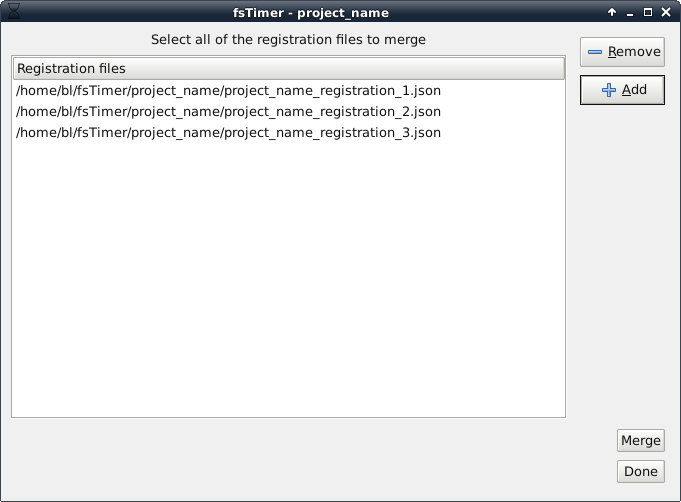 fsTimer - project_name
Select all of the registration files to merge
Registration files
/home/bl/fsTimer/project_name/project_name_registration_1.json
/home/bl/fsTimer/project_name/project_name_registration_2.json
/home/bl/fsTimer/project_name/project_name_registration_3.json
Remove
Add
Merge
Done